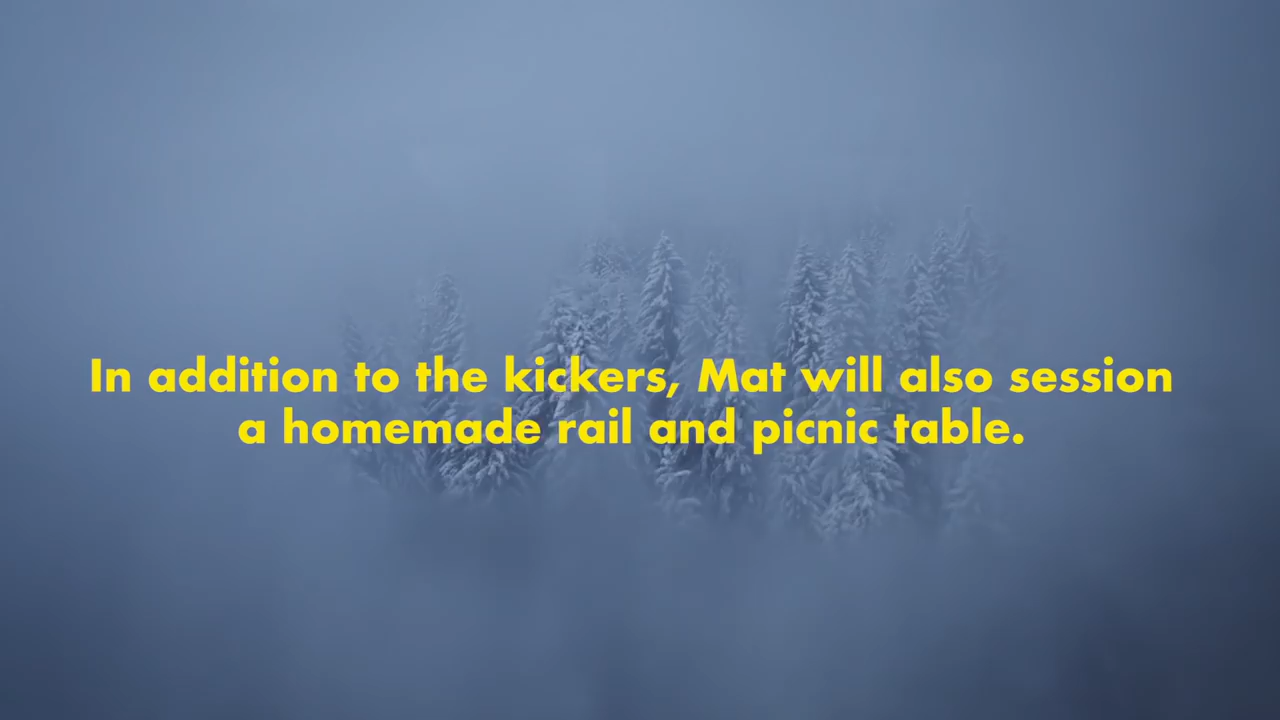 In addition to the kickers, Mat will also session
a homemade rail and picnic table.